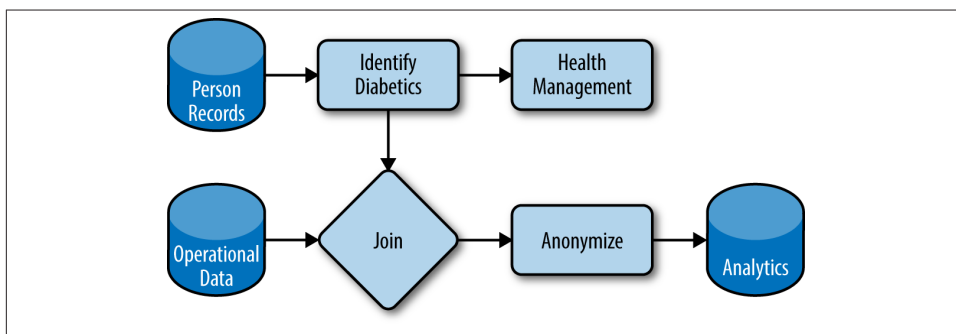 Person
Records
Identify
Diabetics
Health
Management
Operational
Data
Join
Anonymize
Analytics